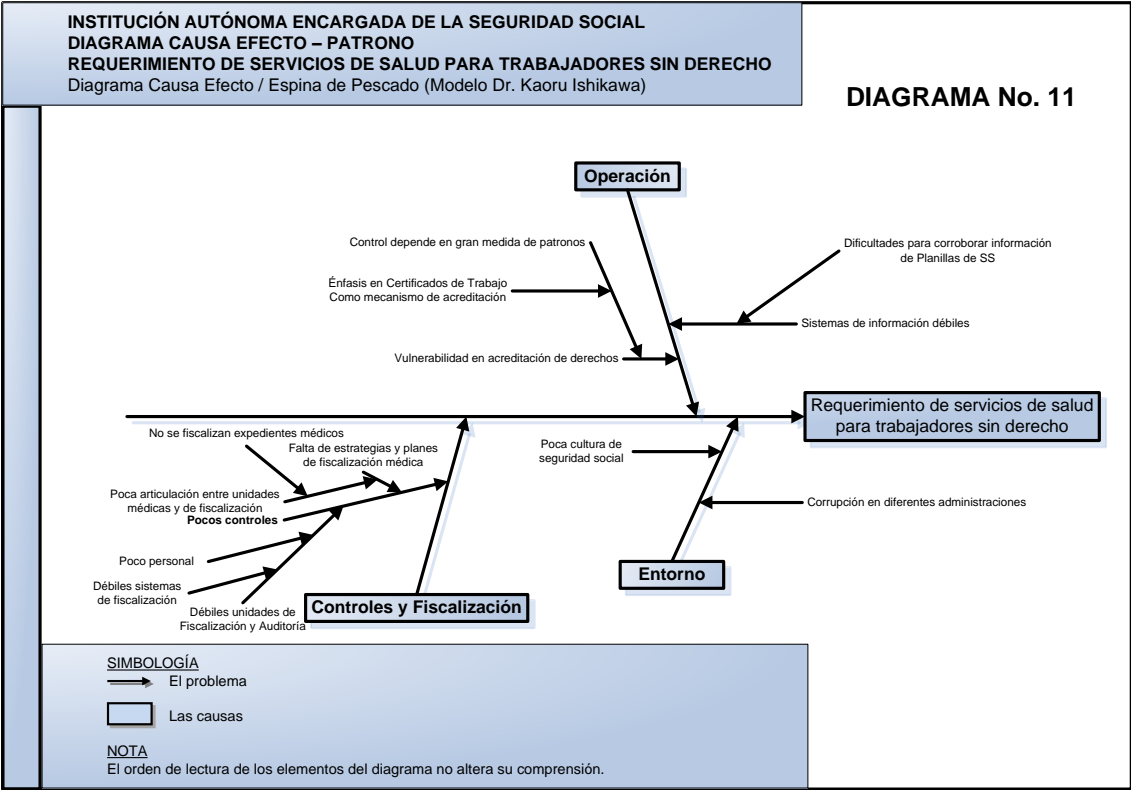 INSTITUCIÓN AUTÓNOMA ENCARGADA DE LA SEGURIDAD SOCIAL
DIAGRAMA CAUSA EFECTO – PATRONO
REQUERIMIENTO DE SERVICIOS DE SALUD PARA TRABAJADORES SIN DERECHO
Diagrama Causa Efecto / Espina de Pescado (Modelo Dr. Kaoru Ishikawa)
DIAGRAMA No. 11
Operación
Control depende en gran medida de patronos
Dificultades para corroborar información
de Planillas de SS
Énfasis en Certificados de Trabajo
Como mecanismo de acreditación
Sistemas de información débiles
Vulnerabilidad en acreditación de derechos
Requerimiento de servicios de salud
para trabajadores sin derecho
No se fiscalizan expedientes médicos
Falta de estrategias y planes
de fiscalización médica
Poca cultura de
seguridad social
Poca articulación entre unidades
médicas y de fiscalización
Pocos controles
Corrupción en diferentes administraciones
Poco personal
Débiles sistemas
de fiscalización
Débiles unidades de
Fiscalización y Auditoría
Controles y Fiscalización
Entorno
SIMBOLOGÍA
El problema
Las causas
NOTA
El orden de lectura de los elementos del diagrama no altera su comprensión.